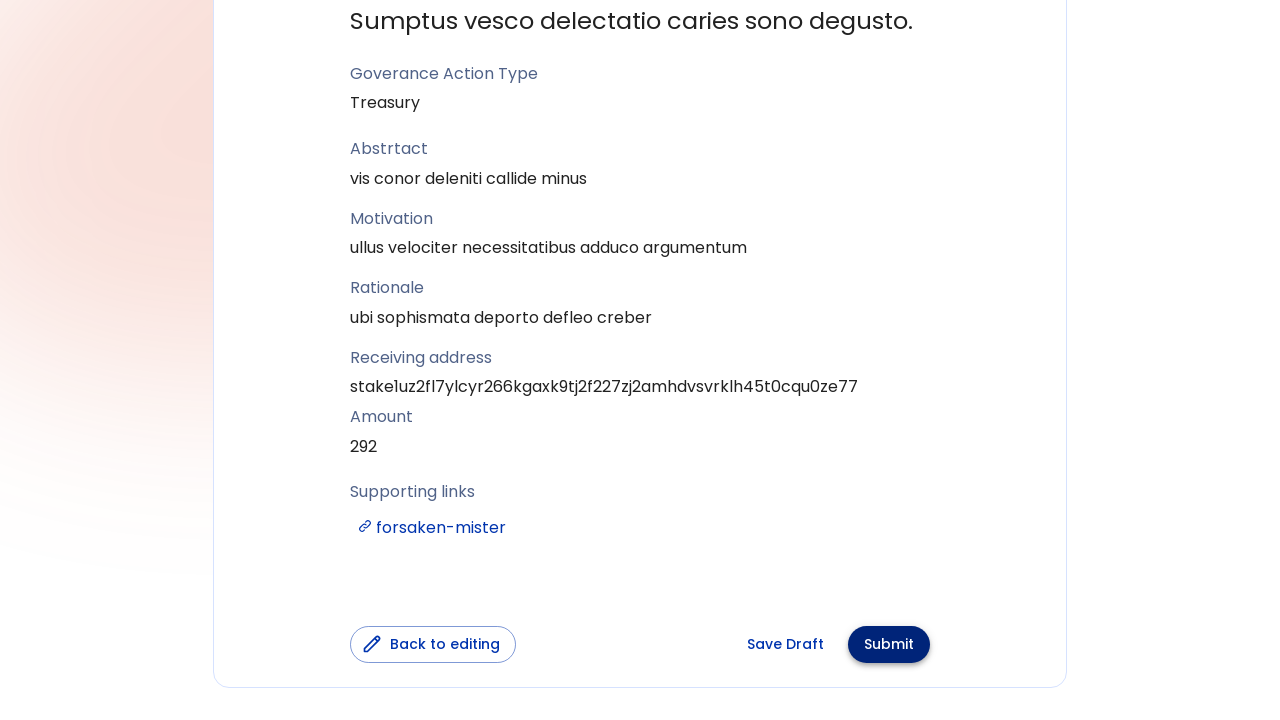 Sumptus vesco delectatio caries sono degusto.
Goverance Action Type
Treasury
Abstrtact
vis conor deleniti callide minus
Motivation
ullus velociter necessitatibus adduco argumentum
Rationale
ubi sophismata deporto defleo creber
Receiving address
stake1uz2fl7ylcyr266kgaxk9tj2f227zj2amhdvsvrklh45t0cqu0ze77
Amount
292
Supporting links
forsaken-mister
Back to editing
Save Draft
Submit